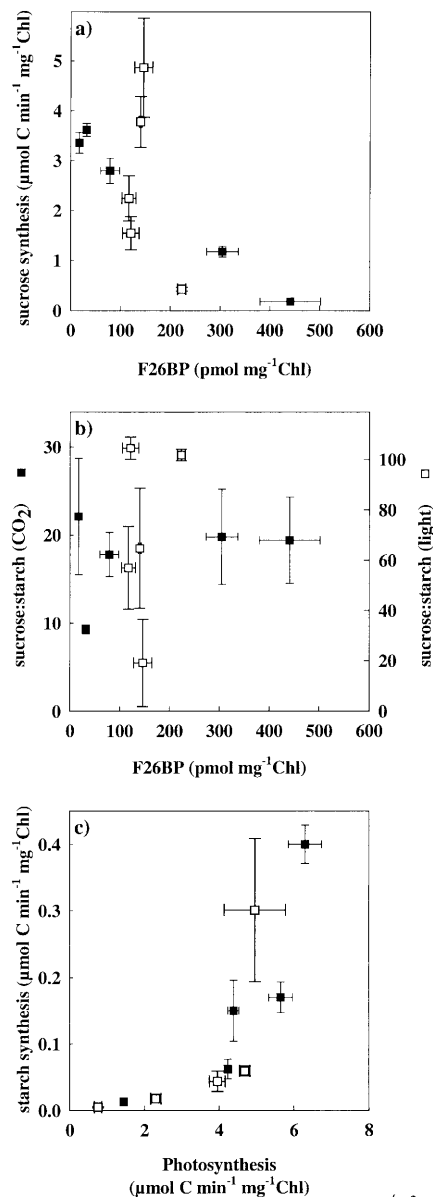 a)
sucrose synthesis (µmol C min⁻¹ mg⁻¹Chl)
5
4
3
2
1
0
0 100 200 300 400 500 600
F26BP (pmol mg⁻¹Chl)
b)
sucrose:starch (CO₂)
30
20
10
0
100
80
60
40
20
0
sucrose:starch (light)
0 100 200 300 400 500 600
F26BP (pmol mg⁻¹Chl)
c)
starch synthesis (µmol C min⁻¹ mg⁻¹Chl)
0.4
0.3
0.2
0.1
0.0
0 2 4 6 8
Photosynthesis
(µmol C min⁻¹ mg⁻¹Chl)